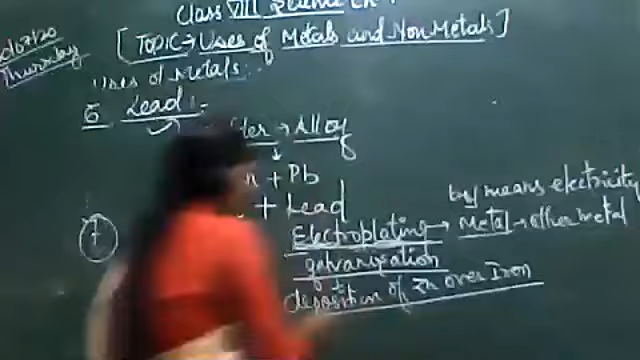 Class VIII Science Ch
[TOPIC → Uses of Metals and Non Metals]
Thursday
Uses of Metals:-
6 Lead :-
der → Alloy
n + Pb
+ Lead
by means electricity
7 Electroplating → Metal → other metal
galvanization
deposition of Zn over Iron